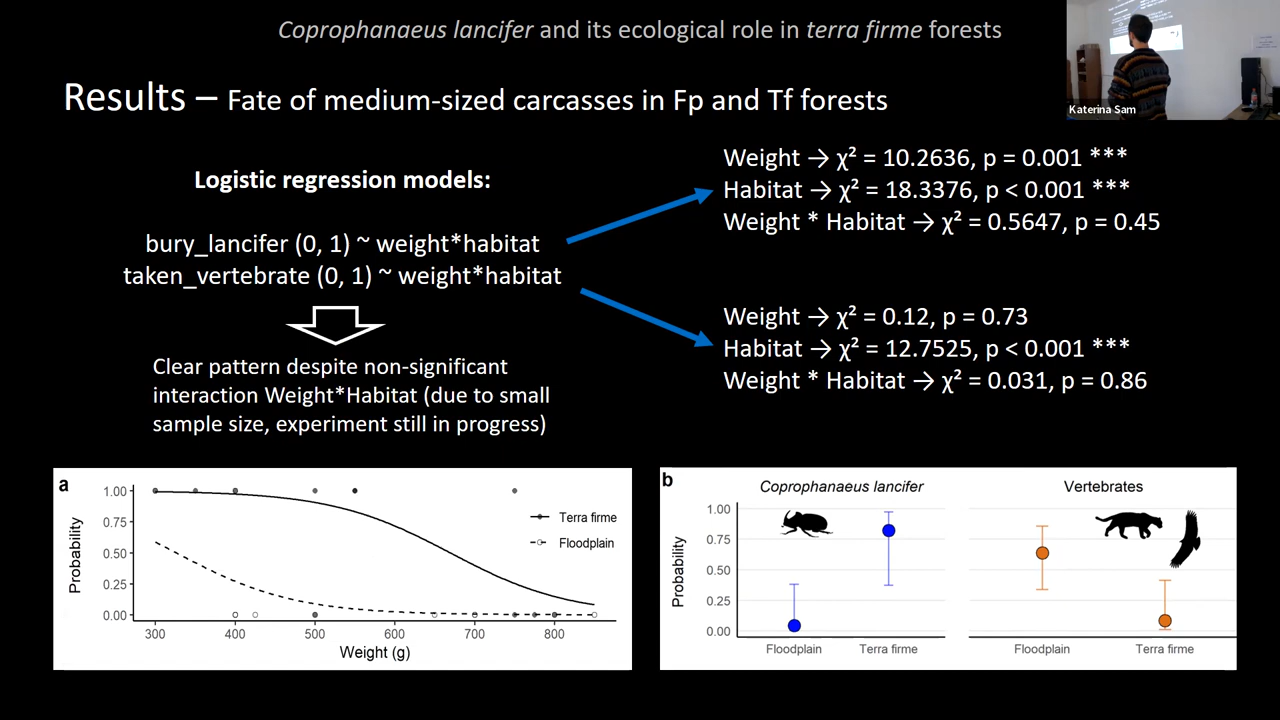 Coprophanaeus lancifer and its ecological role in terra firme forests
Katerina Sam
Results – Fate of medium-sized carcasses in Fp and Tf forests
Logistic regression models:
bury_lancifer (0, 1) ~ weight*habitat
taken_vertebrate (0, 1) ~ weight*habitat
Clear pattern despite non-significant
interaction Weight*Habitat (due to small
sample size, experiment still in progress)
Weight → χ² = 10.2636, p = 0.001 ***
Habitat → χ² = 18.3376, p < 0.001 ***
Weight * Habitat → χ² = 0.5647, p = 0.45
Weight → χ² = 0.12, p = 0.73
Habitat → χ² = 12.7525, p < 0.001 ***
Weight * Habitat → χ² = 0.031, p = 0.86
a
Probability
1.00
0.75
0.50
0.25
0.00
300 400 500 600 700 800
Weight (g)
Terra firme
Floodplain
b
Coprophanaeus lancifer
Vertebrates
Probability
1.00
0.75
0.50
0.25
0.00
Floodplain Terra firme
Floodplain Terra firme